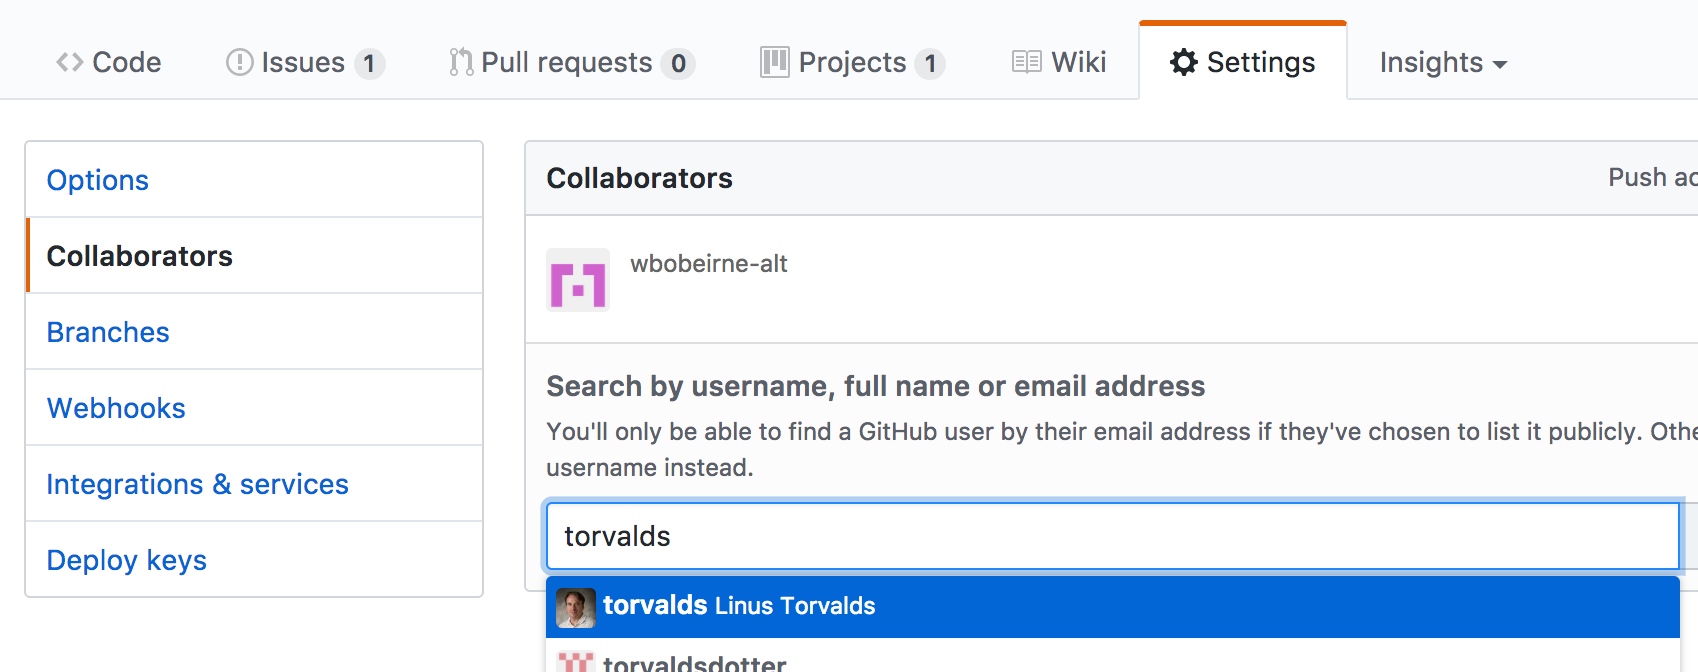 Code Issues 1 Pull requests 0 Projects 1 Wiki Settings Insights
Options
Collaborators
Branches
Webhooks
Integrations & services
Deploy keys
Collaborators Push
wbobeirne-alt
Search by username, full name or email address
You'll only be able to find a GitHub user by their email address if they've chosen to list it publicly.
username instead.
torvalds
torvalds Linus Torvalds
torvaldsdotter